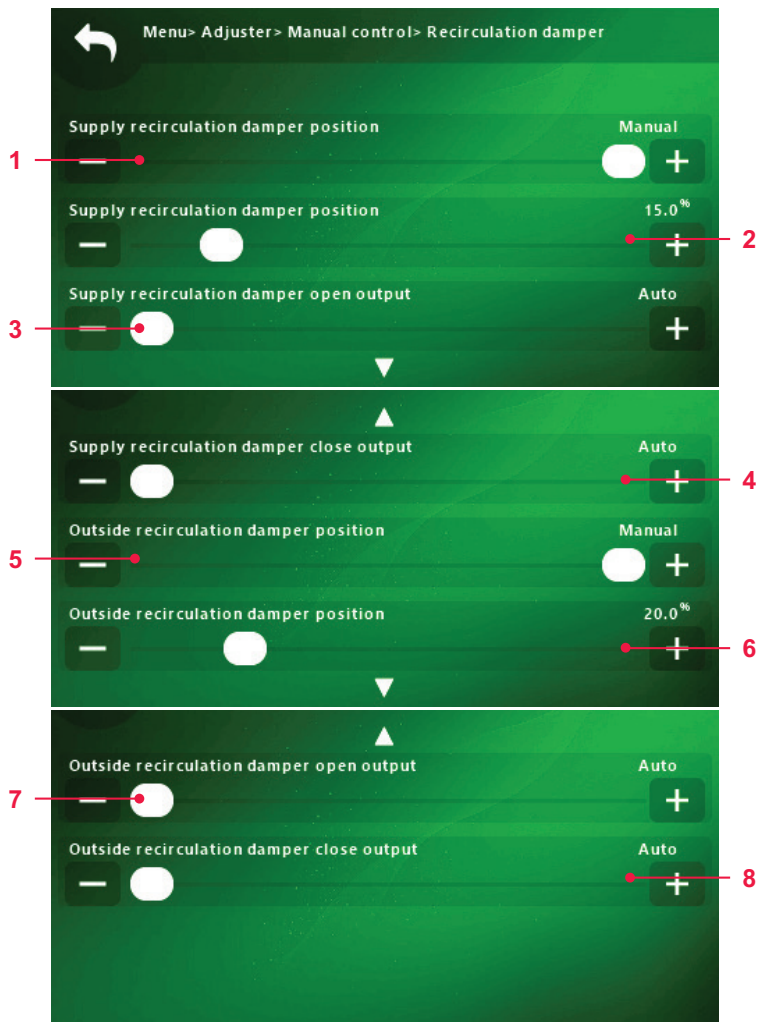 Menu> Adjuster> Manual control> Recirculation damper
Supply recirculation damper position Manual
1
Supply recirculation damper position 15.0%
2
Supply recirculation damper open output Auto
3
Supply recirculation damper close output Auto
4
Outside recirculation damper position Manual
5
Outside recirculation damper position 20.0%
6
Outside recirculation damper open output Auto
7
Outside recirculation damper close output Auto
8